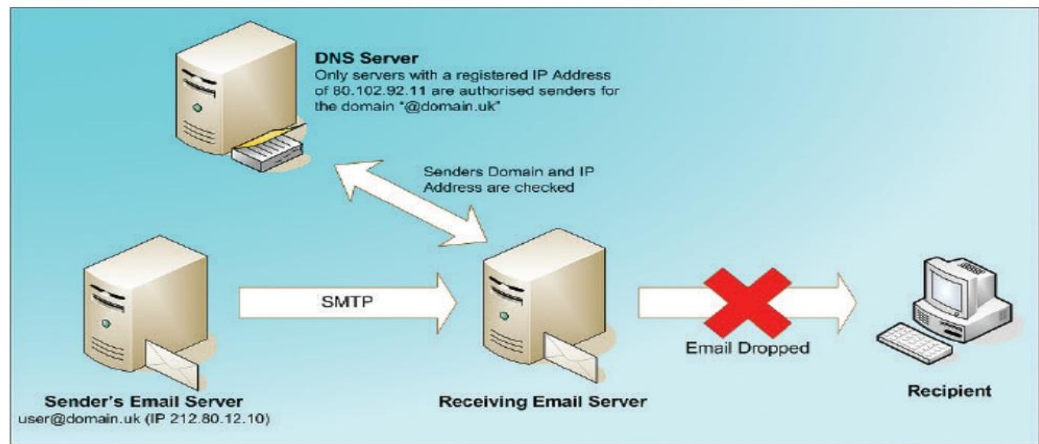 DNS Server
Only servers with a registered IP Address
of 80.102.92.11 are authorised senders for
the domain "@domain.uk"
Senders Domain and IP
Address are checked
SMTP
Email Dropped
Sender's Email Server
user@domain.uk (IP 212.80.12.10)
Receiving Email Server
Recipient